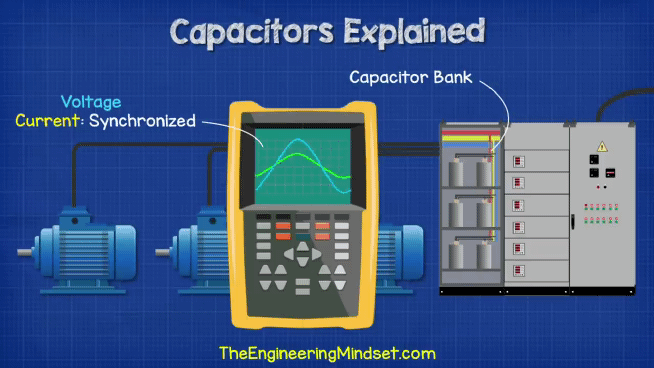 Capacitors Explained
Capacitor Bank
Voltage
Current: Synchronized
TheEngineeringMindset.com